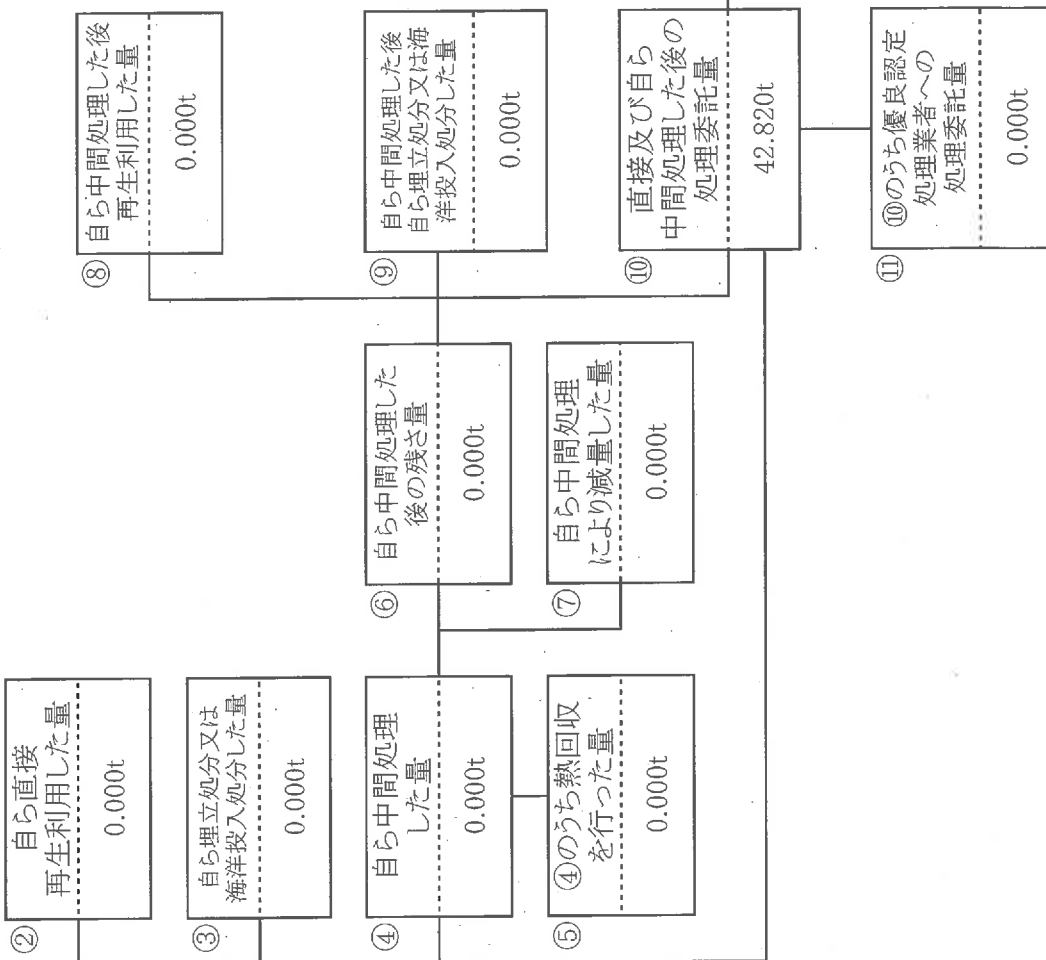 ②
自ら直接
再生利用した量
0.000t
③
自ら埋立処分又は
海洋投入処分した量
0.000t
④
自ら中間処理
した量
0.000t
⑤
④のうち熱回収
を行った量
0.000t
⑥
自ら中間処理した
後の残さ量
0.000t
⑦
自ら中間処理
により減量した量
0.000t
⑧
自ら中間処理した後
再生利用した量
0.000t
⑨
自ら中間処理した後
自ら埋立処分又は海
洋投入処分した量
0.000t
⑩
直接及び自ら
中間処理した後の
処理委託量
42.820t
⑪
⑩のうち優良認定
処理業者への
処理委託量
0.000t